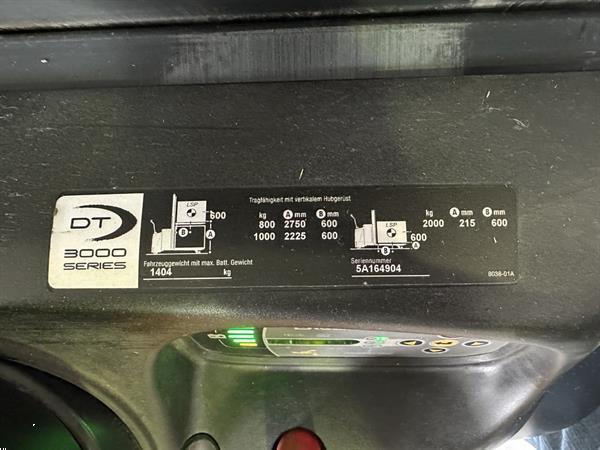 DT
3000
SERIES
Tragfähigkeit mit vertikalem Hubgerüst
LSP
600
B
A
kg A mm B mm
800 2750 600
1000 2225 600
LSP
600
B
A
kg A mm B mm
2000 215 600
Fahrzeuggewicht mit max. Batt. Gewicht
1404 kg
Seriennummer
5A164904
8038-01A